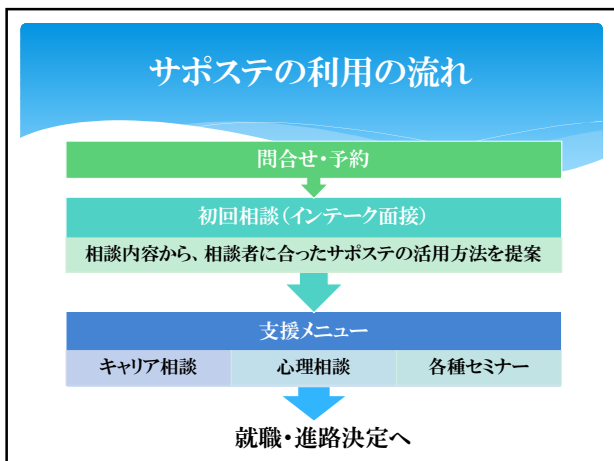 サポステの利用の流れ
問合せ・予約
初回相談（インテーク面接）
相談内容から、相談者に合ったサポステの活用方法を提案
支援メニュー
キャリア相談
心理相談
各種セミナー
就職・進路決定へ